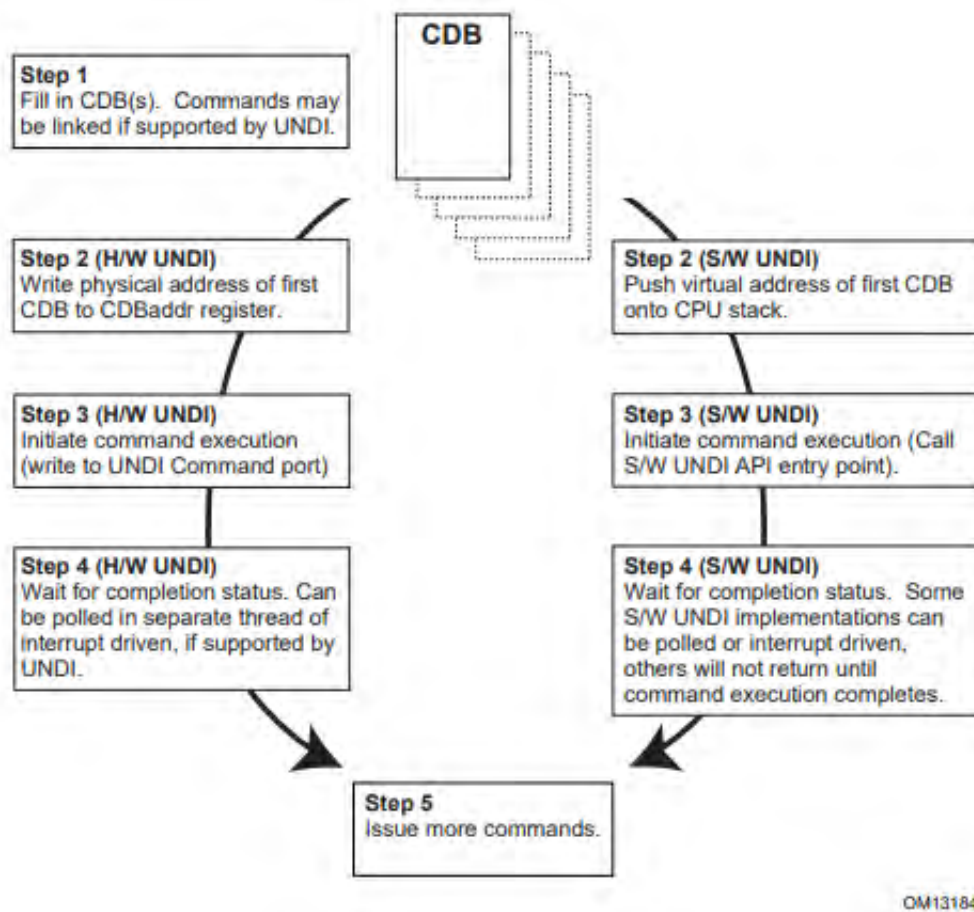 CDB
Step 1
Fill in CDB(s). Commands may
be linked if supported by UNDI.
Step 2 (H/W UNDI)
Write physical address of first
CDB to CDBaddr register.
Step 2 (S/W UNDI)
Push virtual address of first CDB
onto CPU stack.
Step 3 (H/W UNDI)
Initiate command execution
(write to UNDI Command port)
Step 3 (S/W UNDI)
Initiate command execution (Call
S/W UNDI API entry point).
Step 4 (H/W UNDI)
Wait for completion status. Can
be polled in separate thread of
interrupt driven, if supported by
UNDI.
Step 4 (S/W UNDI)
Wait for completion status. Some
S/W UNDI implementations can
be polled or interrupt driven,
others will not return until
command execution completes.
Step 5
Issue more commands.
OM13184